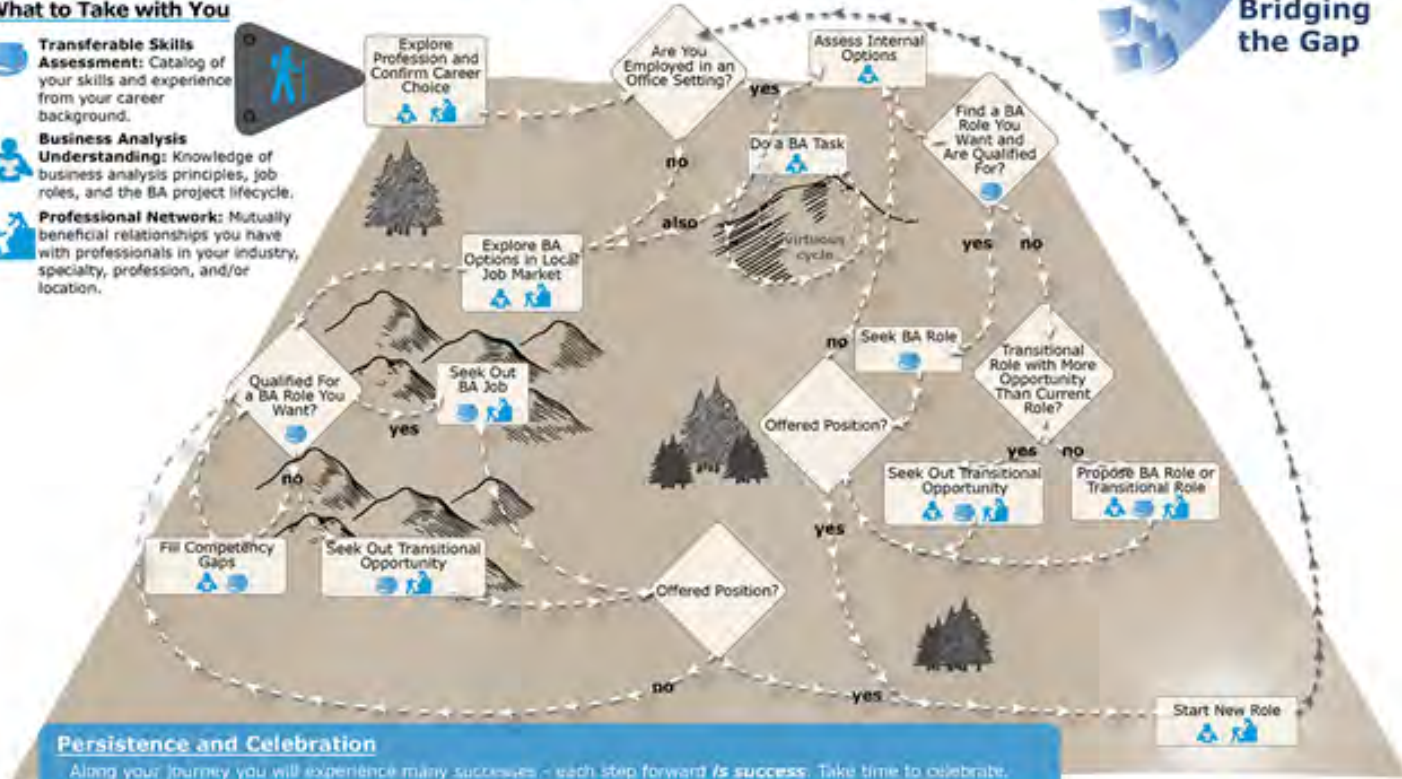 What to Take with You
Transferable Skills
Assessment: Catalog of
your skills and experience
from your career
background.
Business Analysis
Understanding: Knowledge of
business analysis principles, job
roles, and the BA project lifecycle.
Professional Network: Mutually
beneficial relationships you have
with professionals in your industry,
specialty, profession, and/or
location.
Explore
Profession and
Confirm Career
Choice
Are You
Employed in an
Office Setting?
yes
no
also
Assess Internal
Options
Bridging
the Gap
Do a BA Task
virtuous
cycle
Find a BA
Role You
Want and
Are Qualified
For?
yes
no
Explore BA
Options in Local
Job Market
Qualified For
a BA Role You
Want?
yes
no
Seek Out
BA Job
no
Seek BA Role
Transitional
Role with More
Opportunity
Than Current
Role?
yes
no
Offered Position?
yes
Seek Out Transitional
Opportunity
Propose BA Role or
Transitional Role
Fill Competency
Gaps
Seek Out Transitional
Opportunity
Offered Position?
no
yes
Start New Role
Persistence and Celebration
Along your journey you will experience many successes - each step forward is success. Take time to celebrate.